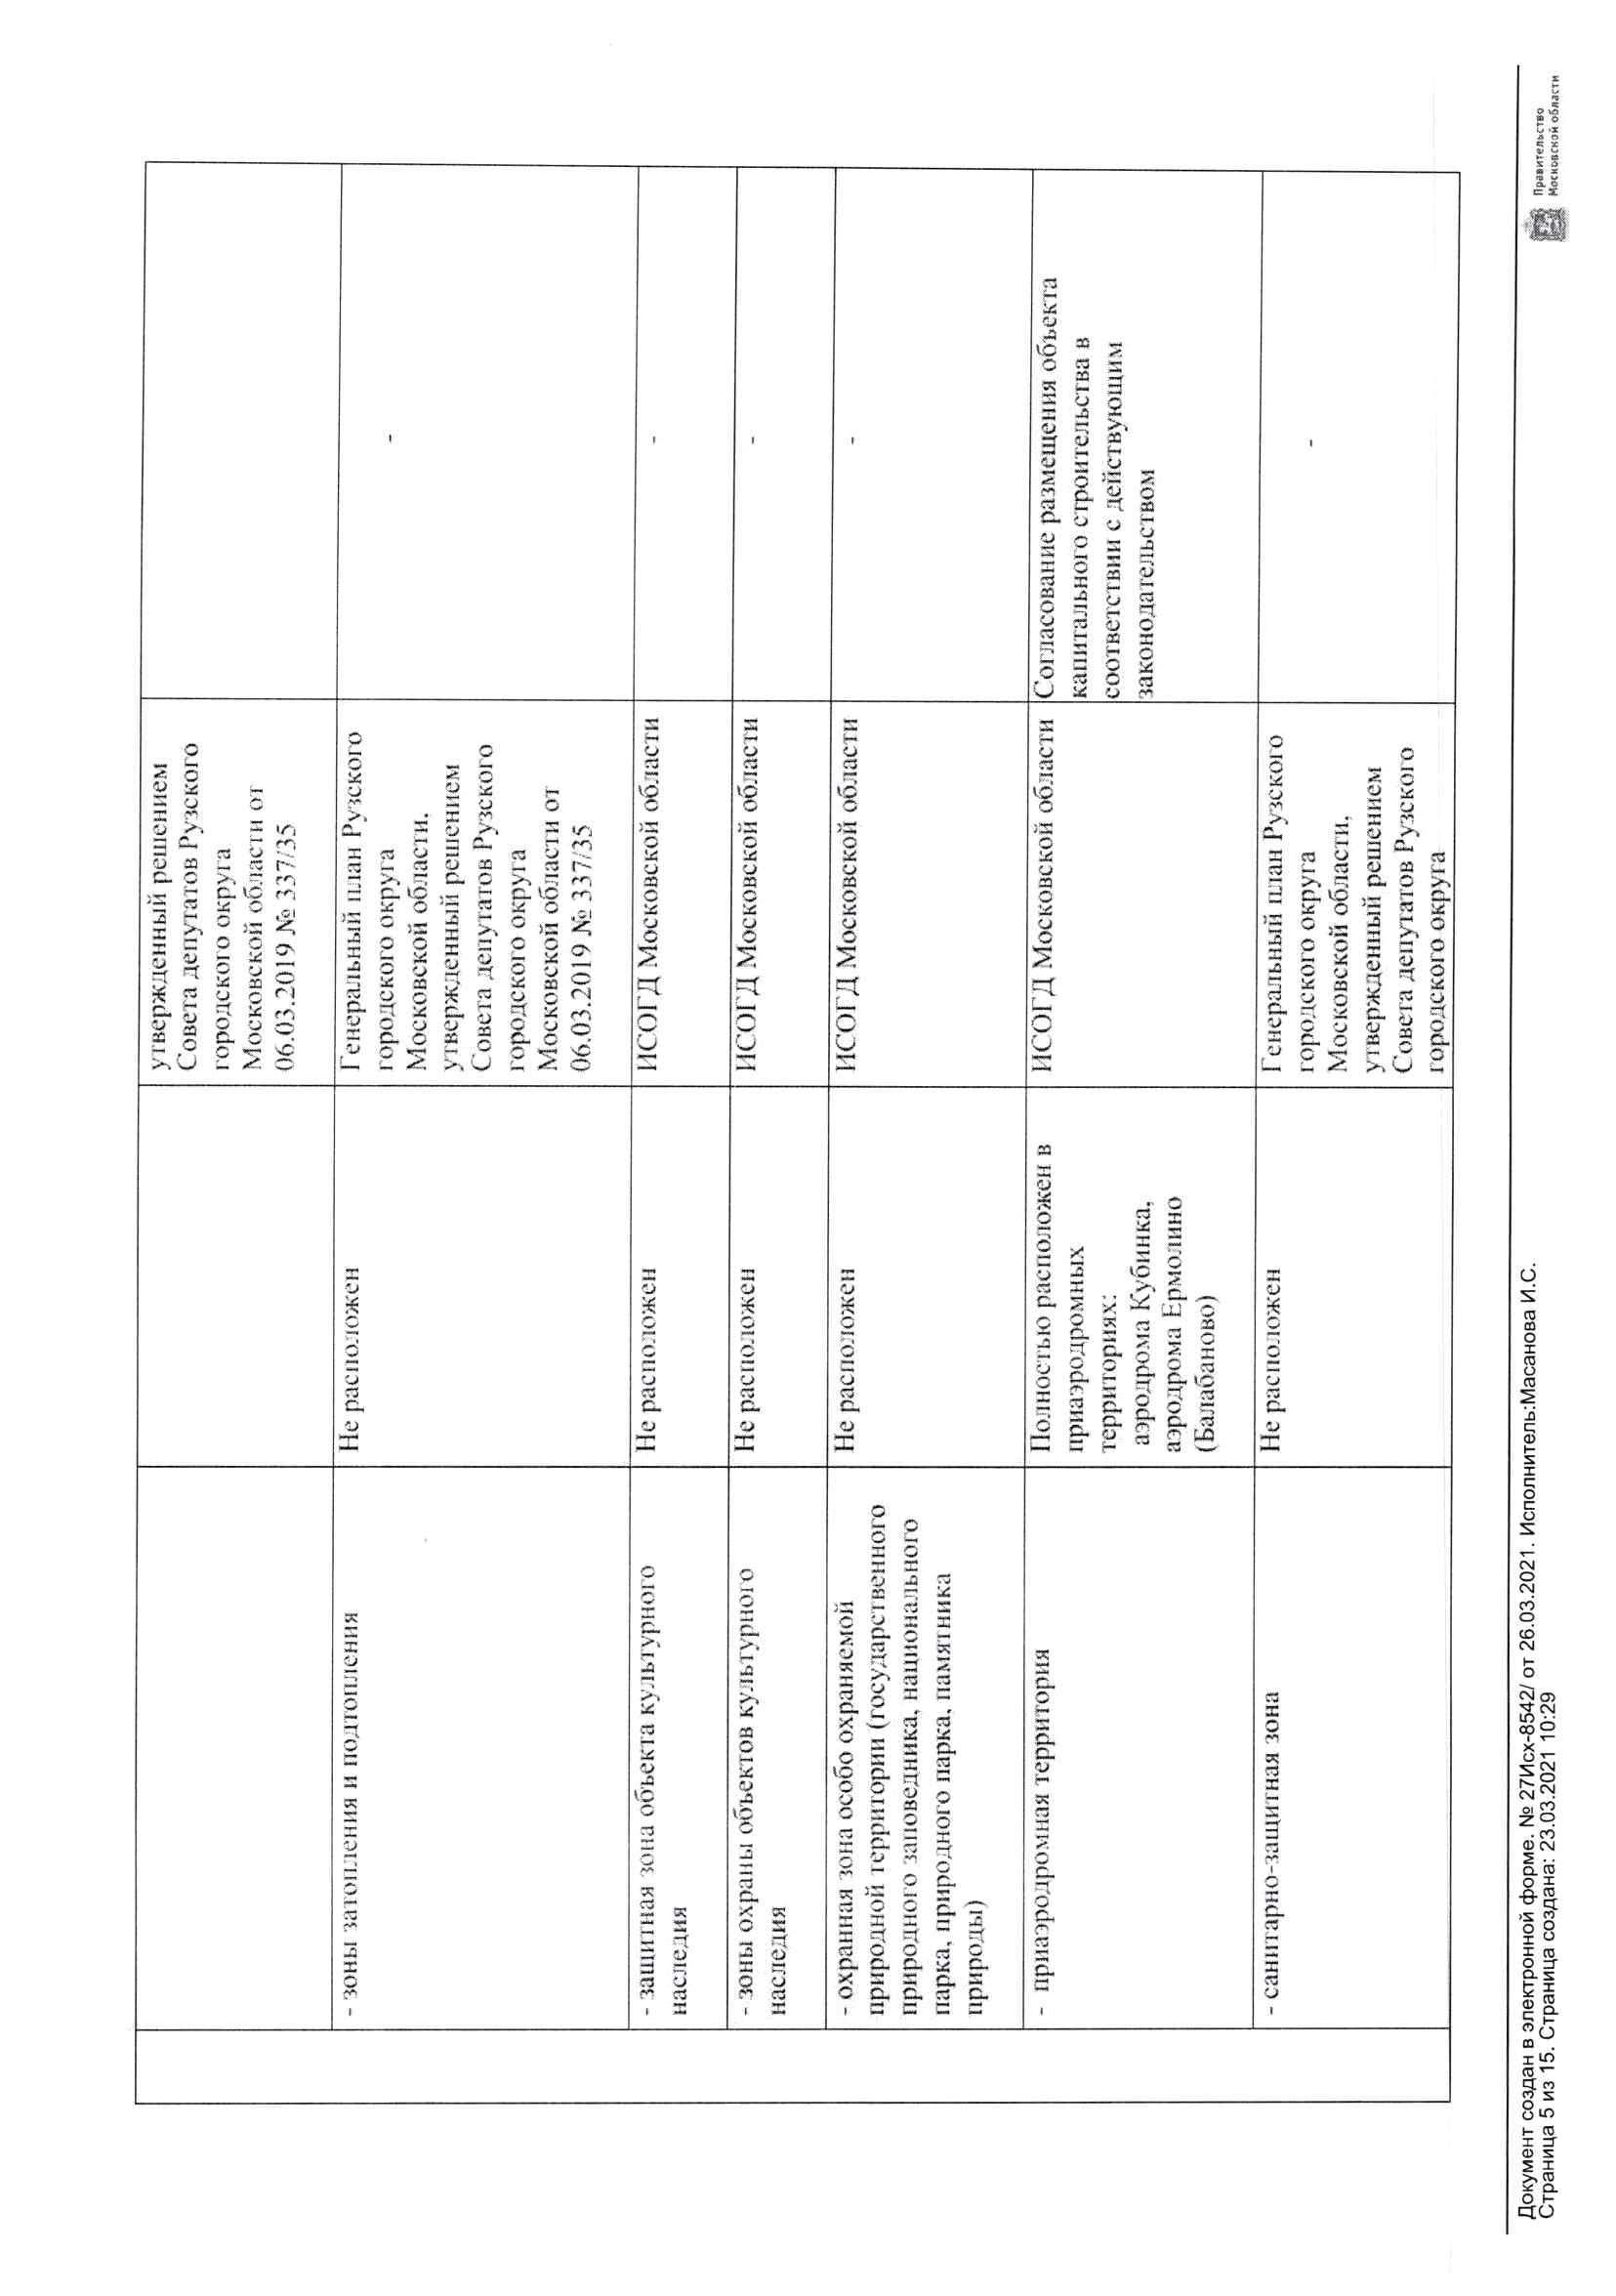 утвержденный решением
Совета депутатов Рузского
городского округа
Московской области от
06.03.2019 № 337/35
- зоны затопления и подтопления
Не расположен
Генеральный план Рузского
городского округа
Московской области,
утвержденный решением
Совета депутатов Рузского
городского округа
Московской области от
06.03.2019 № 337/35
-
- защитная зона объекта культурного
наследия
Не расположен
ИСОГД Московской области
-
- зоны охраны объектов культурного
наследия
Не расположен
ИСОГД Московской области
-
- охранная зона особо охраняемой
природной территории (государственного
природного заповедника, национального
парка, природного парка, памятника
природы)
Не расположен
ИСОГД Московской области
-
- приаэродромная территория
Полностью расположен в
приаэродромных
территориях:
аэродрома Кубинка,
аэродрома Ермолино
(Балабаново)
ИСОГД Московской области
Согласование размещения объекта
капитального строительства в
соответствии с действующим
законодательством
- санитарно-защитная зона
Не расположен
Генеральный план Рузского
городского округа
Московской области,
утвержденный решением
Совета депутатов Рузского
городского округа
-
Документ создан в электронной форме. № 27Исх-8542/ от 26.03.2021. Исполнитель:Масанова И.С.
Страница 5 из 15. Страница создана: 23.03.2021 10:29
Правительство
Московской области